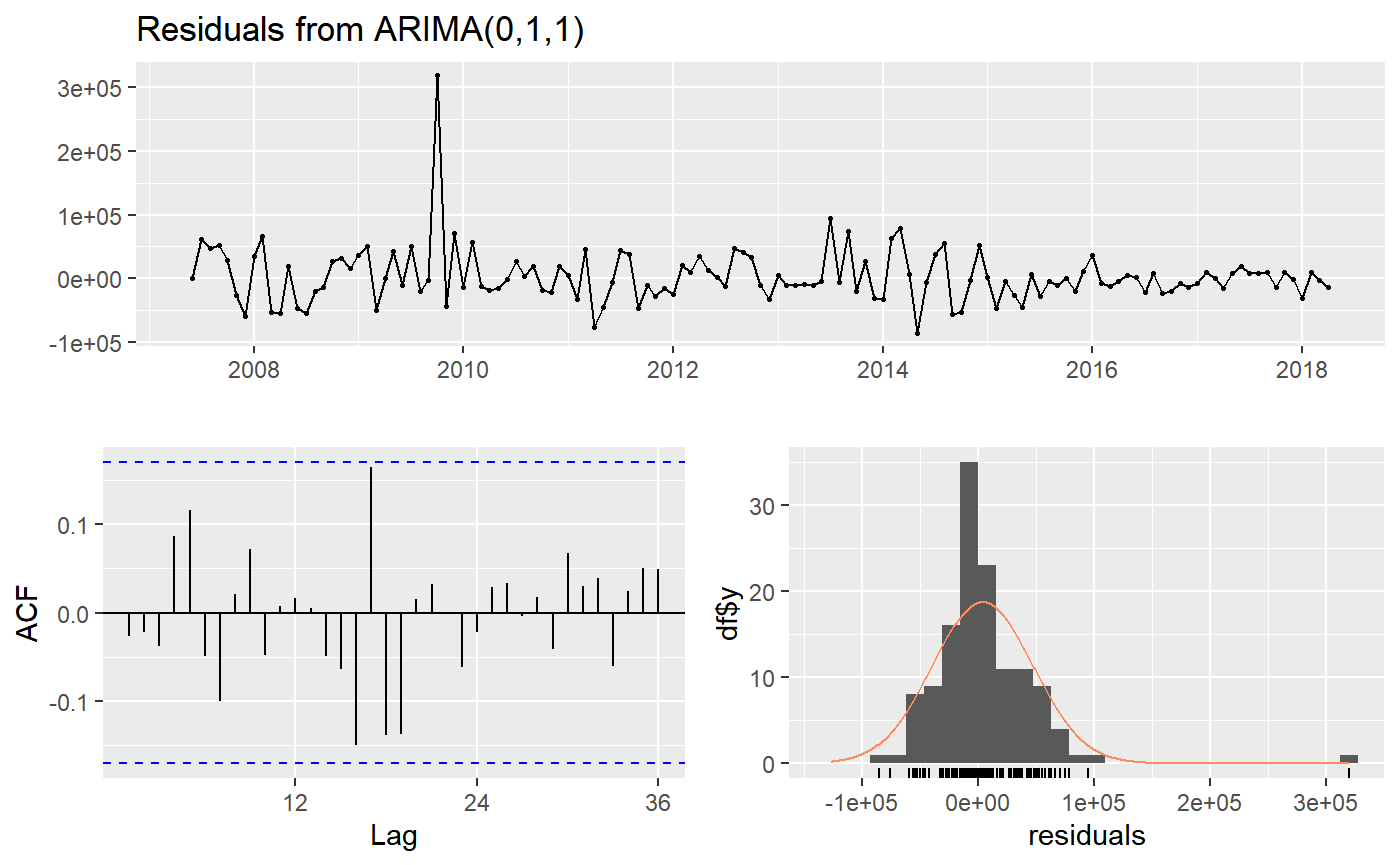 Residuals from ARIMA(0,1,1)
3e+05
2e+05
1e+05
0e+00
-1e+05
2008 2010 2012 2014 2016 2018
ACF
0.1
0.0
-0.1
12 24 36
Lag
df$y
30
20
10
0
-1e+05 0e+00 1e+05 2e+05 3e+05
residuals